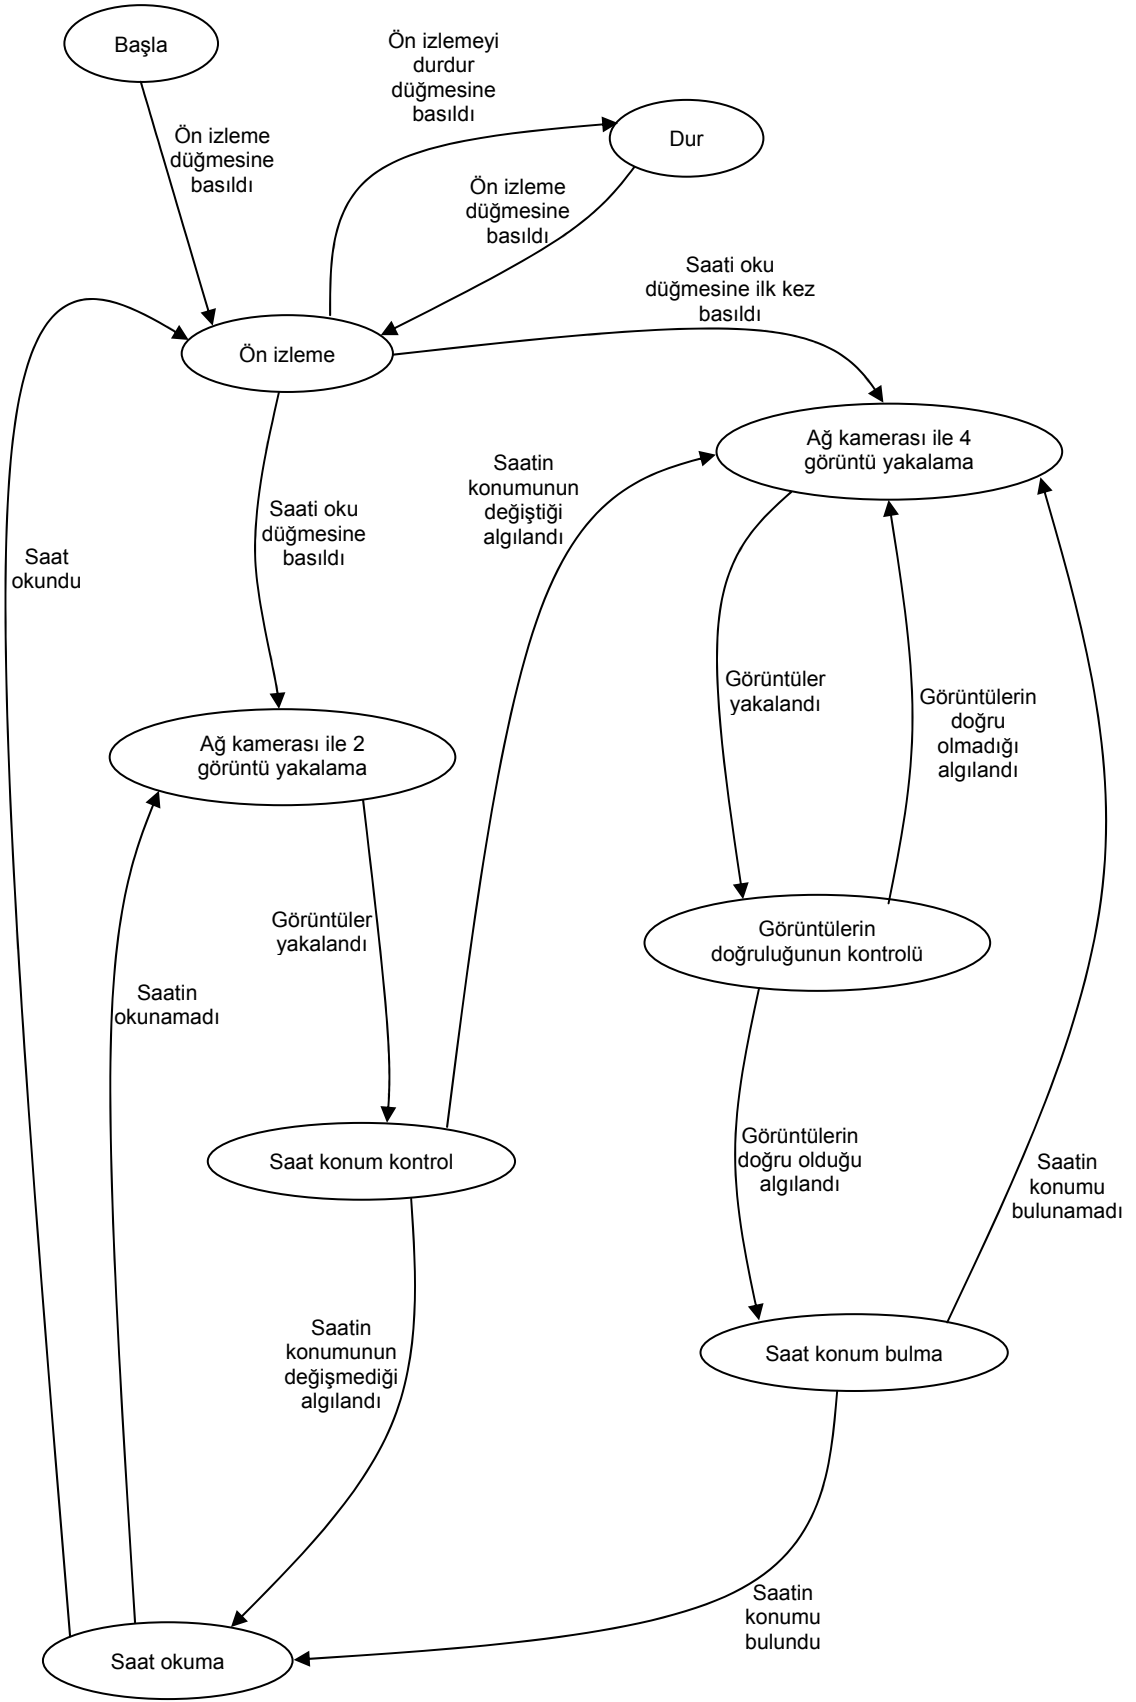 Başla
Ön izlemeyi
durdur
düğmesine
basıldı
Dur
Ön izleme
düğmesine
basıldı
Ön izleme
düğmesine
basıldı
Saati oku
düğmesine ilk kez
basıldı
Ön izleme
Ağ kamerası ile 4
görüntü yakalama
Saatin
konumunun
değiştiği
algılandı
Saati oku
düğmesine
basıldı
Saat
okundu
Görüntüler
yakalandı
Görüntülerin
doğru
olmadığı
algılandı
Ağ kamerası ile 2
görüntü yakalama
Görüntüler
yakalandı
Görüntülerin
doğruluğunun kontrolü
Saatin
okunamadı
Saat konum kontrol
Görüntülerin
doğru olduğu
algılandı
Saatin
konumu
bulunamadı
Saatin
konumunun
değişmediği
algılandı
Saat konum bulma
Saatin
konumu
bulundu
Saat okuma